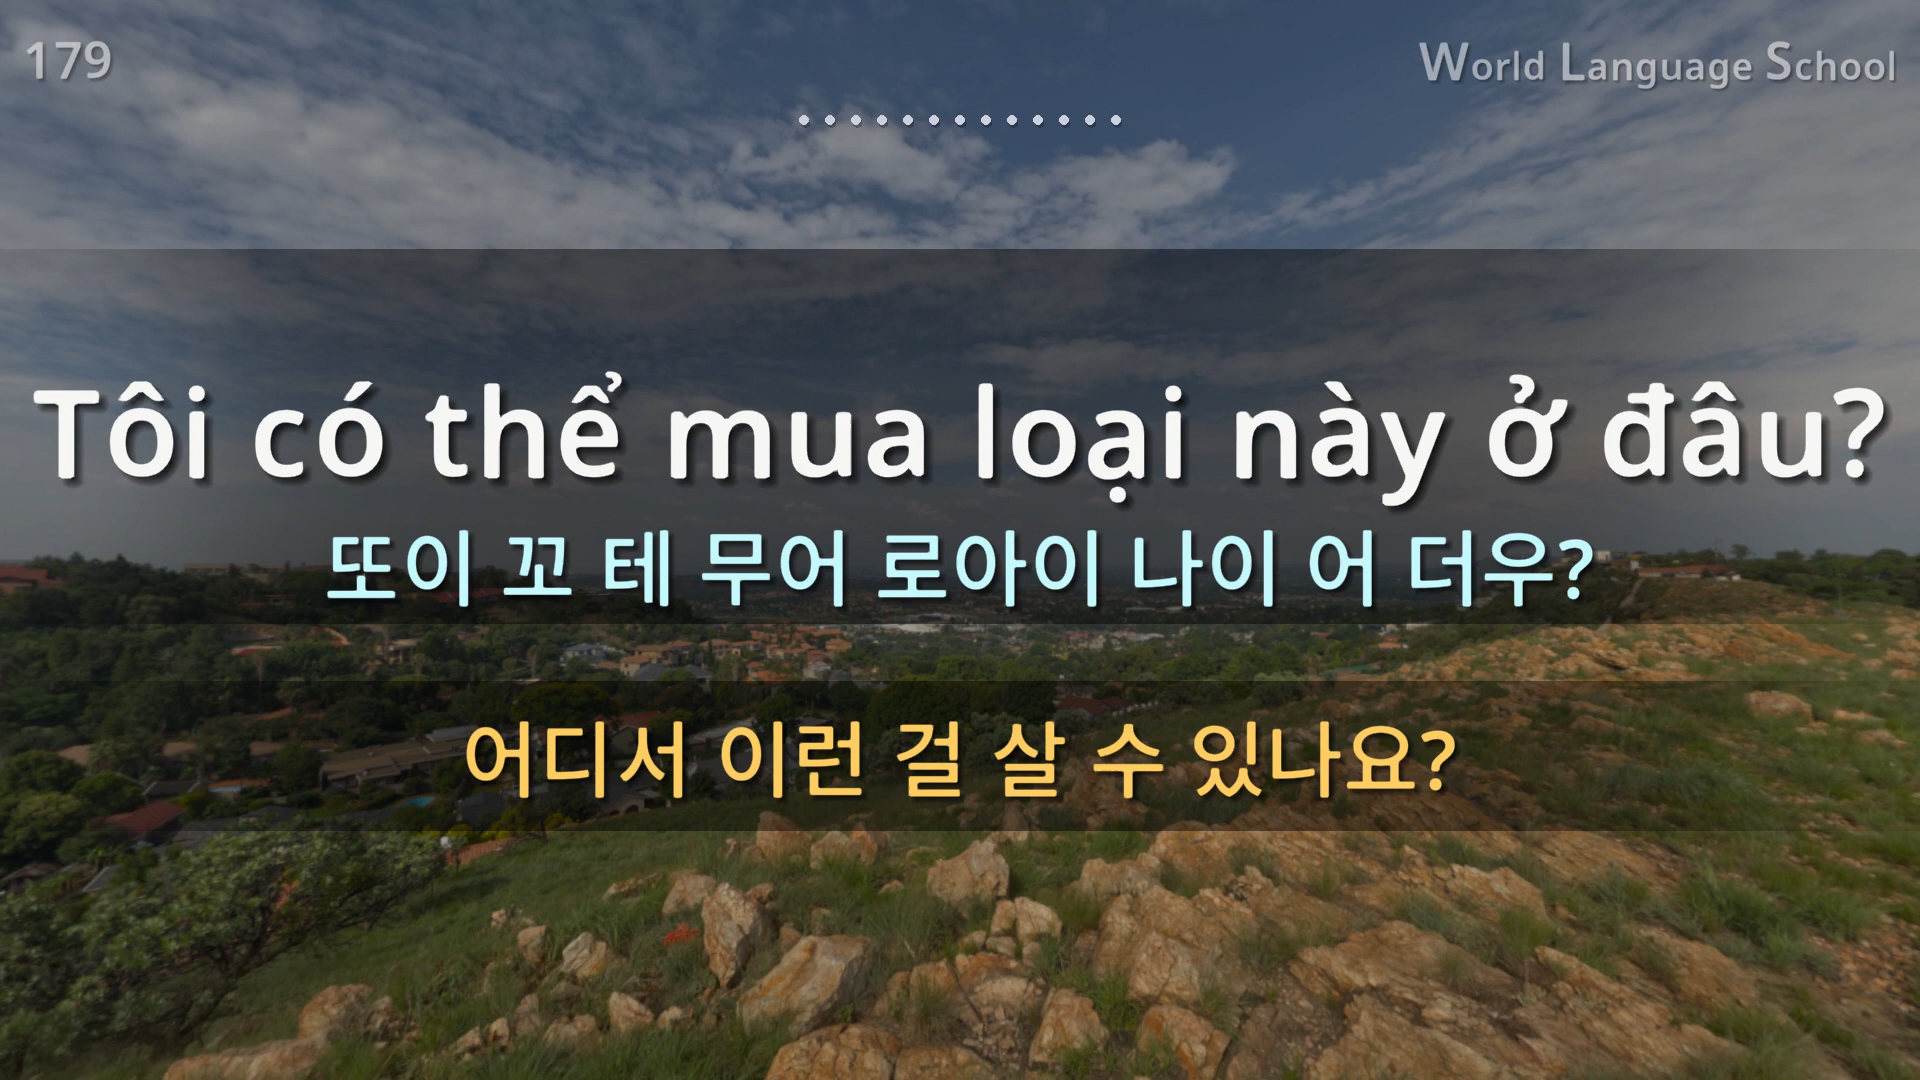 179
World Language School
Tôi có thể mua loại này ở đâu?
또이 꼬 테 무어 로아이 나이 어 더우?
어디서 이런 걸 살 수 있나요?